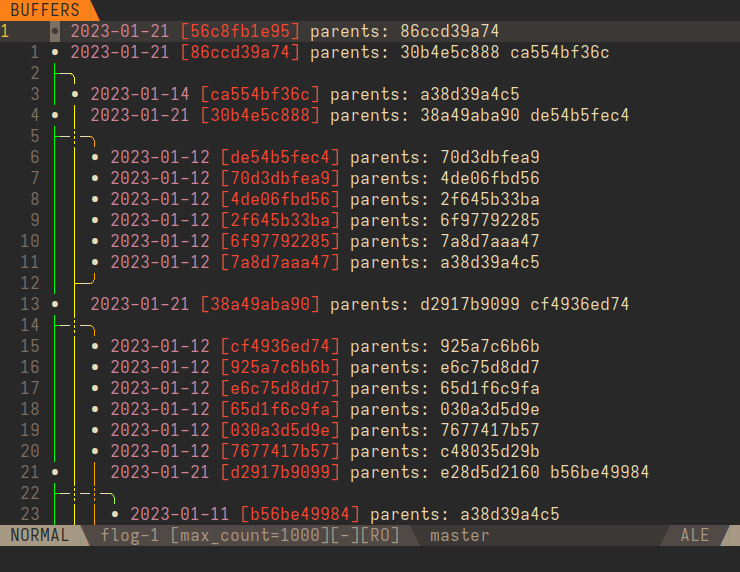 BUFFERS
1 2023-01-21 [56c8fb1e95] parents: 86ccd39a74
1 2023-01-21 [86ccd39a74] parents: 30b4e5c888 ca554bf36c
2
3 2023-01-14 [ca554bf36c] parents: a38d39a4c5
4 2023-01-21 [30b4e5c888] parents: 38a49aba90 de54b5fec4
5
6 2023-01-12 [de54b5fec4] parents: 70d3dbfea9
7 2023-01-12 [70d3dbfea9] parents: 4de06fbd56
8 2023-01-12 [4de06fbd56] parents: 2f645b33ba
9 2023-01-12 [2f645b33ba] parents: 6f97792285
10 2023-01-12 [6f97792285] parents: 7a8d7aaa47
11 2023-01-12 [7a8d7aaa47] parents: a38d39a4c5
12
13 2023-01-21 [38a49aba90] parents: d2917b9099 cf4936ed74
14
15 2023-01-12 [cf4936ed74] parents: 925a7c6b6b
16 2023-01-12 [925a7c6b6b] parents: e6c75d8dd7
17 2023-01-12 [e6c75d8dd7] parents: 65d1f6c9fa
18 2023-01-12 [65d1f6c9fa] parents: 030a3d5d9e
19 2023-01-12 [030a3d5d9e] parents: 7677417b57
20 2023-01-12 [7677417b57] parents: c48035d29b
21 2023-01-21 [d2917b9099] parents: e28d5d2160 b56be49984
22
23 2023-01-11 [b56be49984] parents: a38d39a4c5
NORMAL flog-1 [max_count=1000][-][RO] master ALE